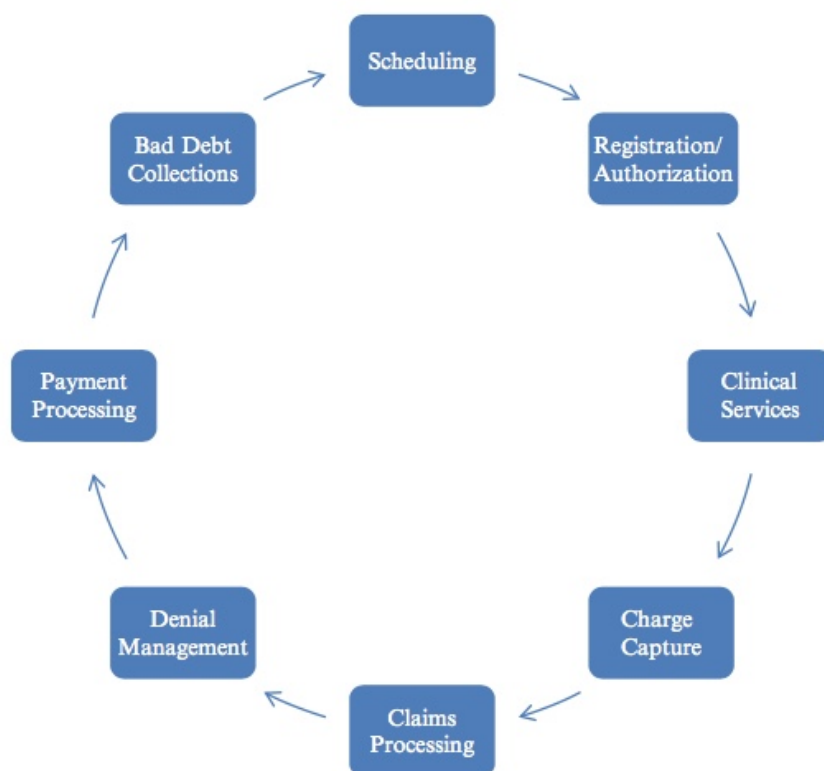 Scheduling
Registration/
Authorization
Clinical
Services
Charge
Capture
Claims
Processing
Denial
Management
Payment
Processing
Bad Debt
Collections